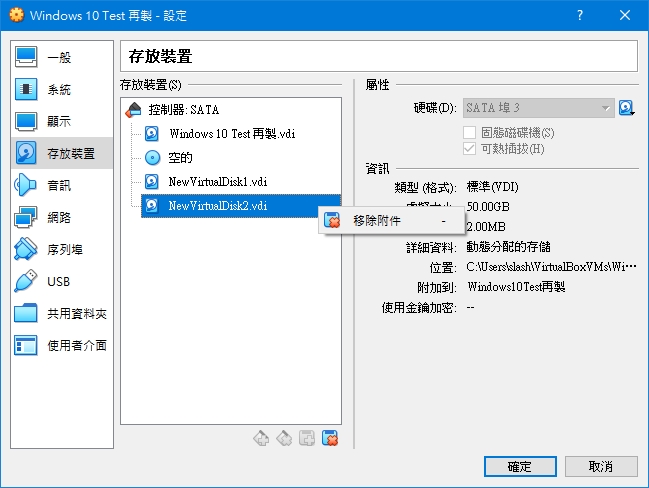 Windows 10 Test 再製 - 設定
一般
系統
顯示
存放裝置
音訊
網路
序列埠
USB
共用資料夾
使用者介面
存放裝置
存放裝置(S)
控制器: SATA
Windows 10 Test 再製.vdi
空的
NewVirtualDisk1.vdi
NewVirtualDisk2.vdi
移除附件 -
屬性
硬碟(D): SATA 埠 3
固態磁碟機(S)
可熱插拔(H)
資訊
類型 (格式): 標準(VDI)
50.00GB
2.00MB
詳細資料: 動態分配的存儲
位置: C:\Users\slash\VirtualBoxVMs\Wi⋯
附加到: Windows10Test再製
使用金鑰加密: --
確定
取消